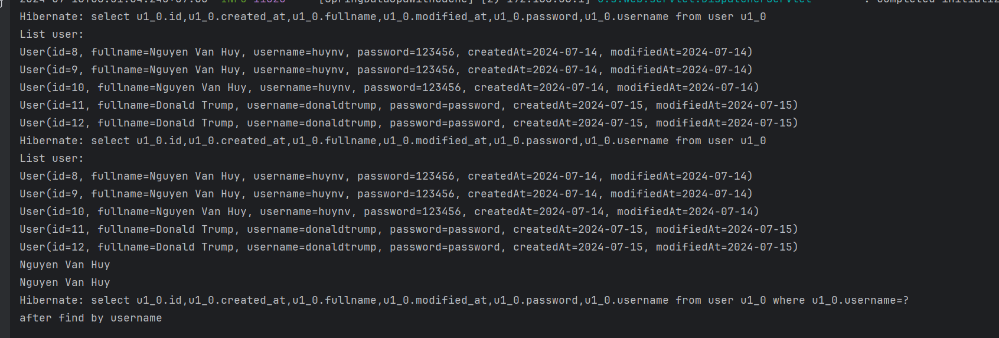 INFO [SpringDataJpaWithCache] o.s.web.servlet.DispatcherServlet : Completed
Hibernate: select u1_0.id,u1_0.created_at,u1_0.fullname,u1_0.modified_at,u1_0.password,u1_0.username from user u1_0
List user:
User(id=8, fullname=Nguyen Van Huy, username=huynv, password=123456, createdAt=2024-07-14, modifiedAt=2024-07-14)
User(id=9, fullname=Nguyen Van Huy, username=huynv, password=123456, createdAt=2024-07-14, modifiedAt=2024-07-14)
User(id=10, fullname=Nguyen Van Huy, username=huynv, password=123456, createdAt=2024-07-14, modifiedAt=2024-07-14)
User(id=11, fullname=Donald Trump, username=donaldtrump, password=password, createdAt=2024-07-15, modifiedAt=2024-07-15)
User(id=12, fullname=Donald Trump, username=donaldtrump, password=password, createdAt=2024-07-15, modifiedAt=2024-07-15)
Hibernate: select u1_0.id,u1_0.created_at,u1_0.fullname,u1_0.modified_at,u1_0.password,u1_0.username from user u1_0
List user:
User(id=8, fullname=Nguyen Van Huy, username=huynv, password=123456, createdAt=2024-07-14, modifiedAt=2024-07-14)
User(id=9, fullname=Nguyen Van Huy, username=huynv, password=123456, createdAt=2024-07-14, modifiedAt=2024-07-14)
User(id=10, fullname=Nguyen Van Huy, username=huynv, password=123456, createdAt=2024-07-14, modifiedAt=2024-07-14)
User(id=11, fullname=Donald Trump, username=donaldtrump, password=password, createdAt=2024-07-15, modifiedAt=2024-07-15)
User(id=12, fullname=Donald Trump, username=donaldtrump, password=password, createdAt=2024-07-15, modifiedAt=2024-07-15)
Nguyen Van Huy
Nguyen Van Huy
Hibernate: select u1_0.id,u1_0.created_at,u1_0.fullname,u1_0.modified_at,u1_0.password,u1_0.username from user u1_0 where u1_0.username=?
after find by username